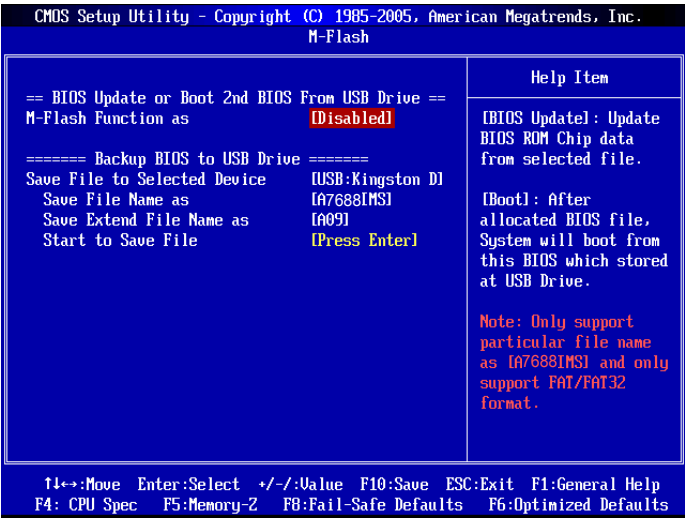 CMOS Setup Utility - Copyright (C) 1985-2005, American Megatrends, Inc.
M-Flash
== BIOS Update or Boot 2nd BIOS From USB Drive ==
M-Flash Function as [Disabled]
======= Backup BIOS to USB Drive =======
Save File to Selected Device [USB:Kingston D]
Save File Name as [A7688IMS]
Save Extend File Name as [A09]
Start to Save File [Press Enter]
Help Item
[BIOS Update]: Update
BIOS ROM Chip data
from selected file.
[Boot]: After
allocated BIOS file,
System will boot from
this BIOS which stored
at USB Drive.
Note: Only support
particular file name
as [A7688IMS] and only
support FAT/FAT32
format.
↑↓←→:Move Enter:Select +/-/:Value F10:Save ESC:Exit F1:General Help
F4: CPU Spec F5:Memory-Z F8:Fail-Safe Defaults F6:Optimized Defaults